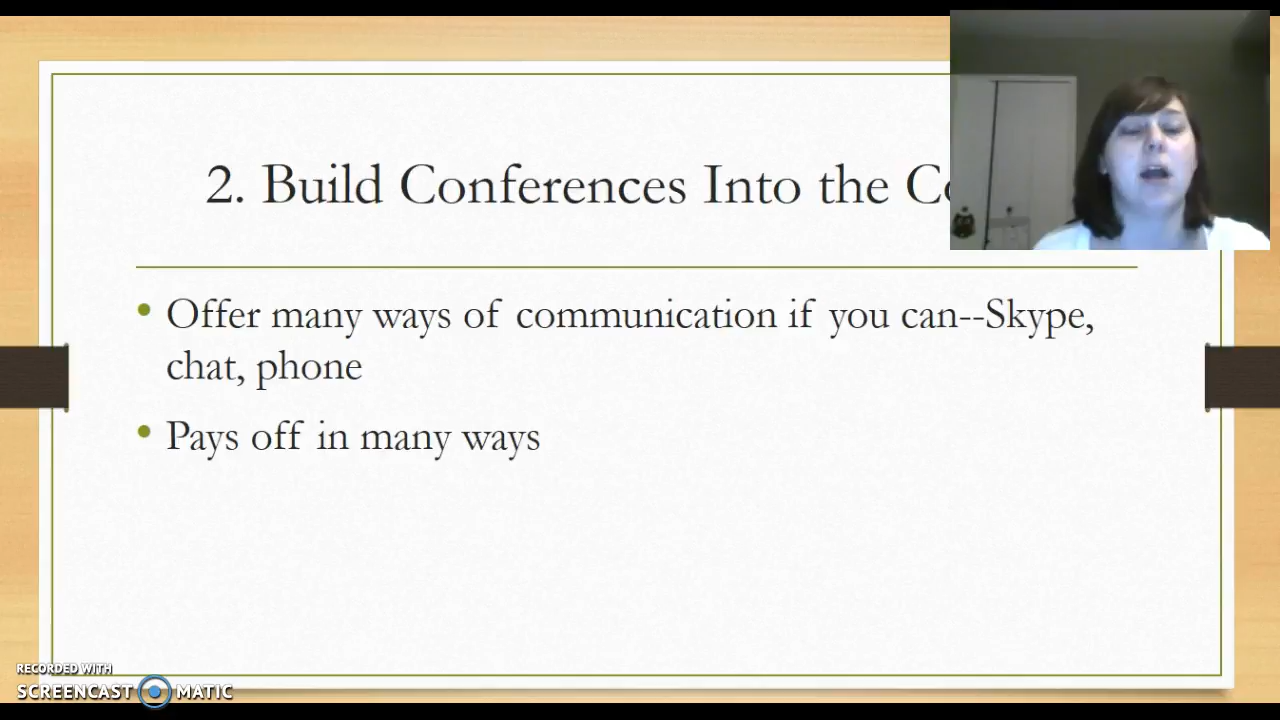 2. Build Conferences Into the
Offer many ways of communication if you can--Skype,
chat, phone
Pays off in many ways
RECORDED WITH
SCREENCAST MATIC